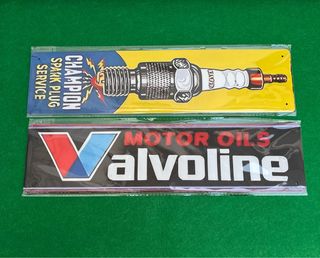 CHAMPION
SPARK PLUG
SERVICE
MOTOR OILS
Valvoline